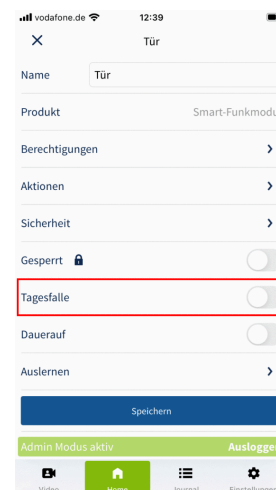 vodafone.de 12:39
Tür
Name Tür
Produkt Smart-Funkmodu
Berechtigungen
Aktionen
Sicherheit
Gesperrt
Tagesfalle
Dauerauf
Auslernen
Speichern
Admin Modus aktiv Auslogge
Video Home Journal Einstellungen